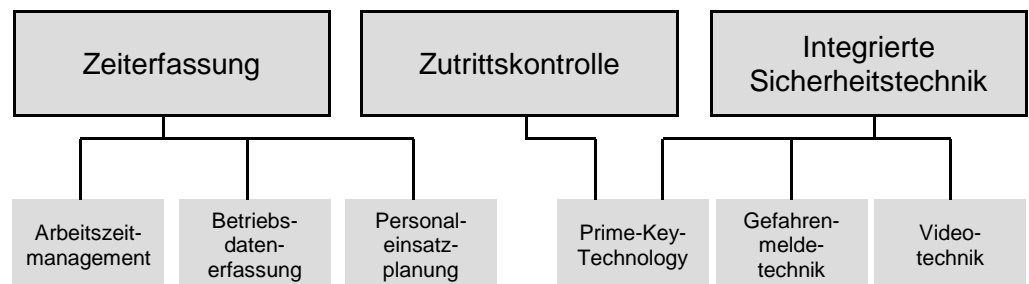 Zeiterfassung
Zutrittskontrolle
Integrierte
Sicherheitstechnik
Arbeitszeit-
management
Betriebs-
daten-
erfassung
Personal-
einsatz-
planung
Prime-Key-
Technology
Gefahren-
melde-
technik
Video-
technik